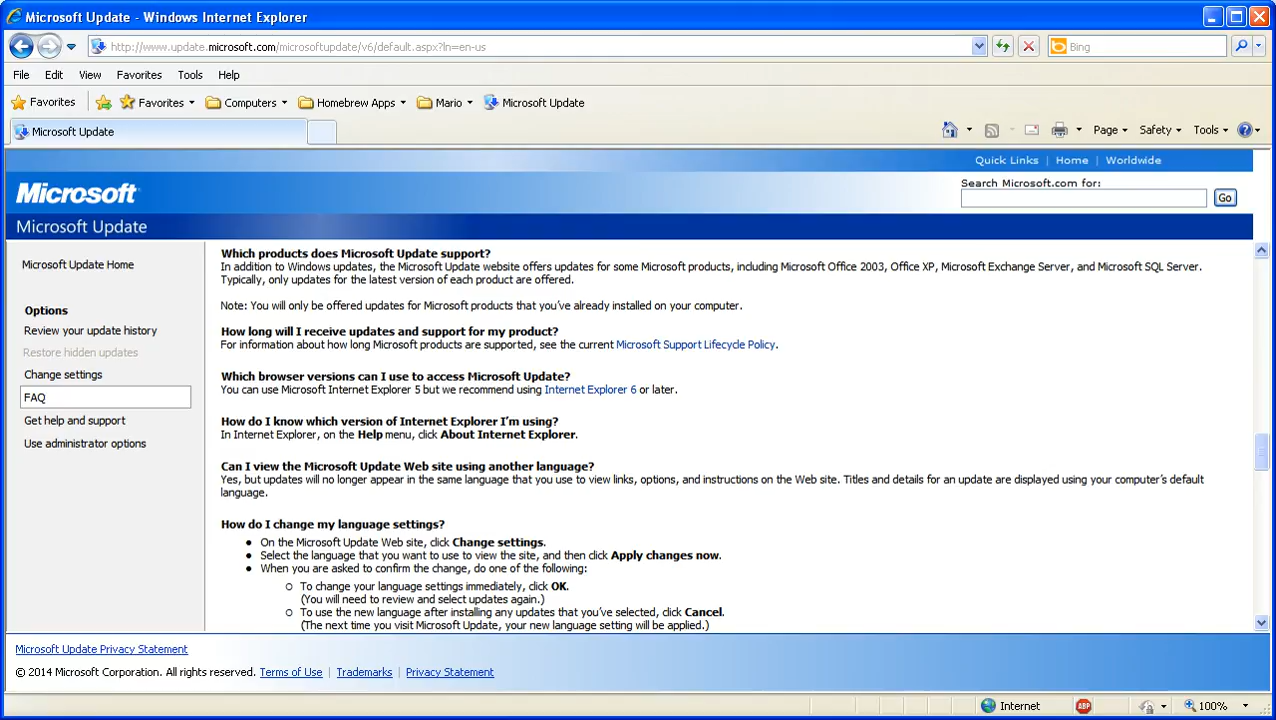 Microsoft Update - Windows Internet Explorer
http://www.update.microsoft.com/microsoftupdate/v6/default.aspx?ln=en-us
Bing
File Edit View Favorites Tools Help
Favorites Favorites Computers Homebrew Apps Mario Microsoft Update
Microsoft Update
Page Safety Tools
Quick Links | Home | Worldwide
Microsoft
Search Microsoft.com for:
Go
Microsoft Update
Microsoft Update Home
Options
Review your update history
Restore hidden updates
Change settings
FAQ
Get help and support
Use administrator options
Which products does Microsoft Update support?
In addition to Windows updates, the Microsoft Update website offers updates for some Microsoft products, including Microsoft Office 2003, Office XP, Microsoft Exchange Server, and Microsoft SQL Server.
Typically, only updates for the latest version of each product are offered.
Note: You will only be offered updates for Microsoft products that you've already installed on your computer.
How long will I receive updates and support for my product?
For information about how long Microsoft products are supported, see the current Microsoft Support Lifecycle Policy.
Which browser versions can I use to access Microsoft Update?
You can use Microsoft Internet Explorer 5 but we recommend using Internet Explorer 6 or later.
How do I know which version of Internet Explorer I'm using?
In Internet Explorer, on the Help menu, click About Internet Explorer.
Can I view the Microsoft Update Web site using another language?
Yes, but updates will no longer appear in the same language that you use to view links, options, and instructions on the Web site. Titles and details for an update are displayed using your computer's default
language.
How do I change my language settings?
On the Microsoft Update Web site, click Change settings.
Select the language that you want to use to view the site, and then click Apply changes now.
When you are asked to confirm the change, do one of the following:
To change your language settings immediately, click OK.
(You will need to review and select updates again.)
To use the new language after installing any updates that you've selected, click Cancel.
(The next time you visit Microsoft Update, your new language setting will be applied.)
Microsoft Update Privacy Statement
© 2014 Microsoft Corporation. All rights reserved. Terms of Use | Trademarks | Privacy Statement
Internet ABP 100%